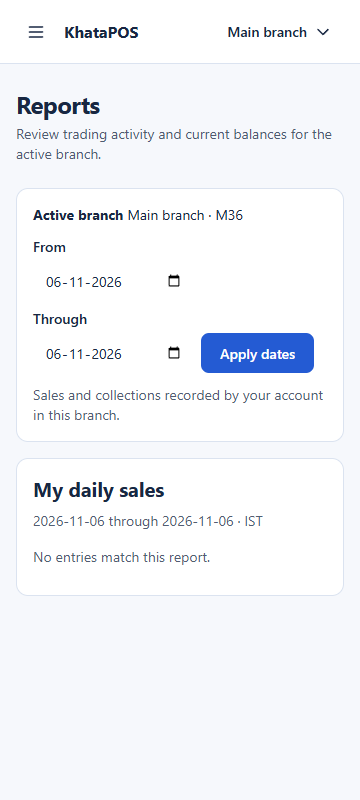 KhataPOS
Main branch
Reports
Review trading activity and current balances for the
active branch.
Active branch Main branch · M36
From
06-11-2026
Through
06-11-2026
Apply dates
Sales and collections recorded by your account
in this branch.
My daily sales
2026-11-06 through 2026-11-06 · IST
No entries match this report.